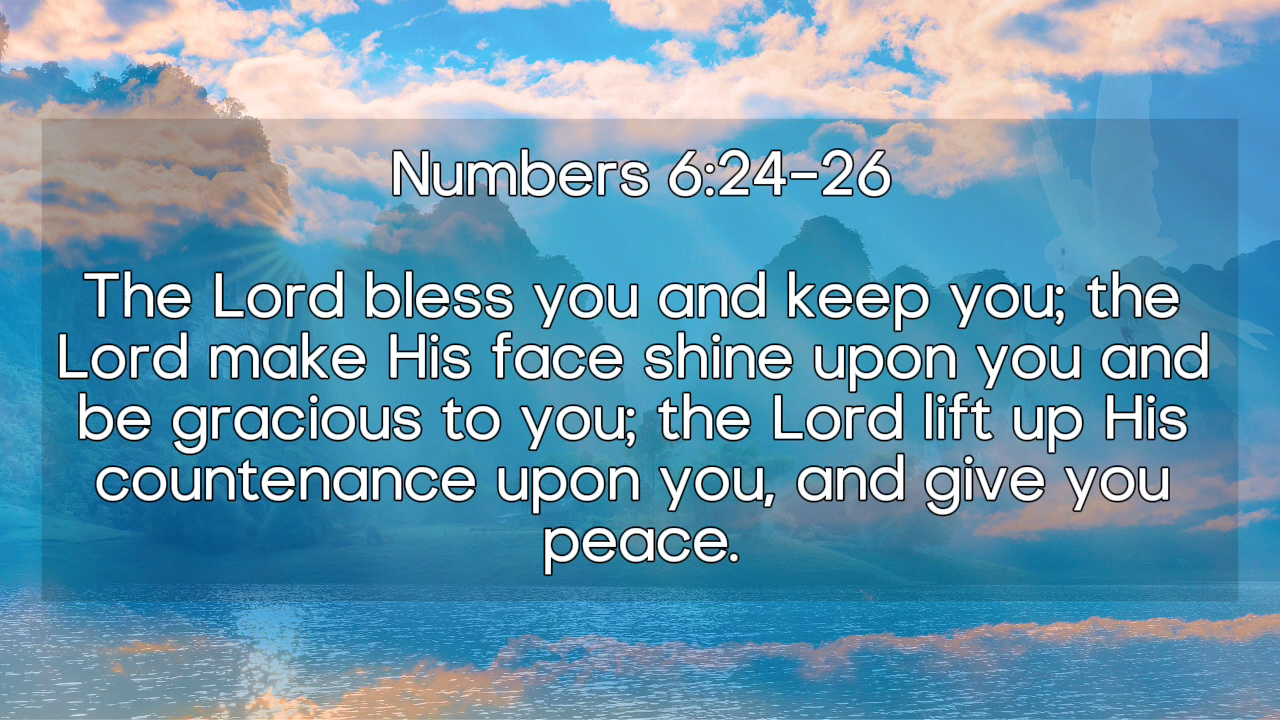 Numbers 6:24-26
The Lord bless you and keep you; the
Lord make His face shine upon you and
be gracious to you; the Lord lift up His
countenance upon you, and give you
peace.